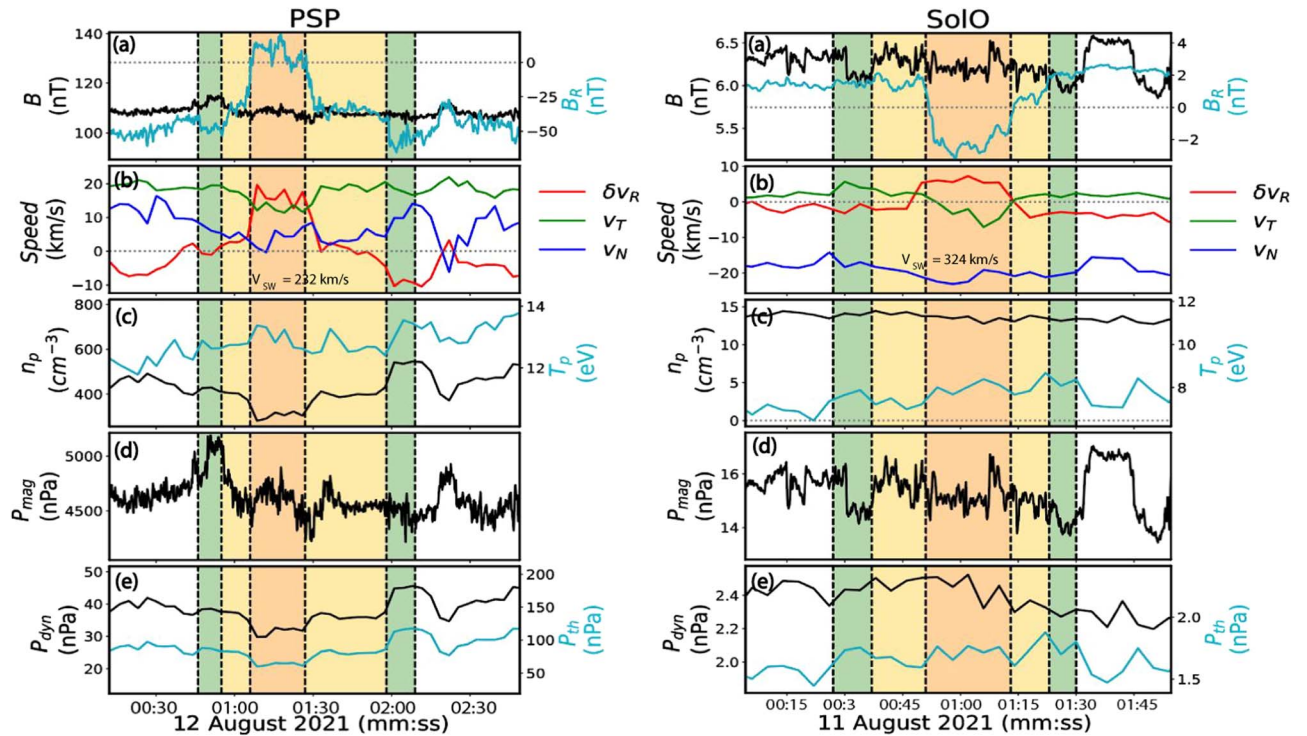 PSP
(a)
B
(nT)
140
120
100
0
−25
−50
B_R
(nT)
(b)
Speed
(km/s)
20
10
0
−10
V_SW = 232 km/s
δv_R
v_T
v_N
(c)
n_p
(cm⁻³)
800
600
400
14
12
T_p
(eV)
(d)
P_mag
(nPa)
5000
4500
(e)
P_dyn
(nPa)
50
40
30
20
200
150
100
50
P_th
(nPa)
00:30 01:00 01:30 02:00 02:30
12 August 2021 (mm:ss)
SolO
(a)
B
(nT)
6.5
6.0
5.5
4
2
0
−2
B_R
(nT)
(b)
Speed
(km/s)
10
0
−10
−20
V_SW = 324 km/s
δv_R
v_T
v_N
(c)
n_p
(cm⁻³)
15
10
5
0
12
10
8
T_p
(eV)
(d)
P_mag
(nPa)
16
14
(e)
P_dyn
(nPa)
2.4
2.2
2.0
2.0
1.5
P_th
(nPa)
00:15 00:3 00:45 01:00 01:15 01:30 01:45
11 August 2021 (mm:ss)